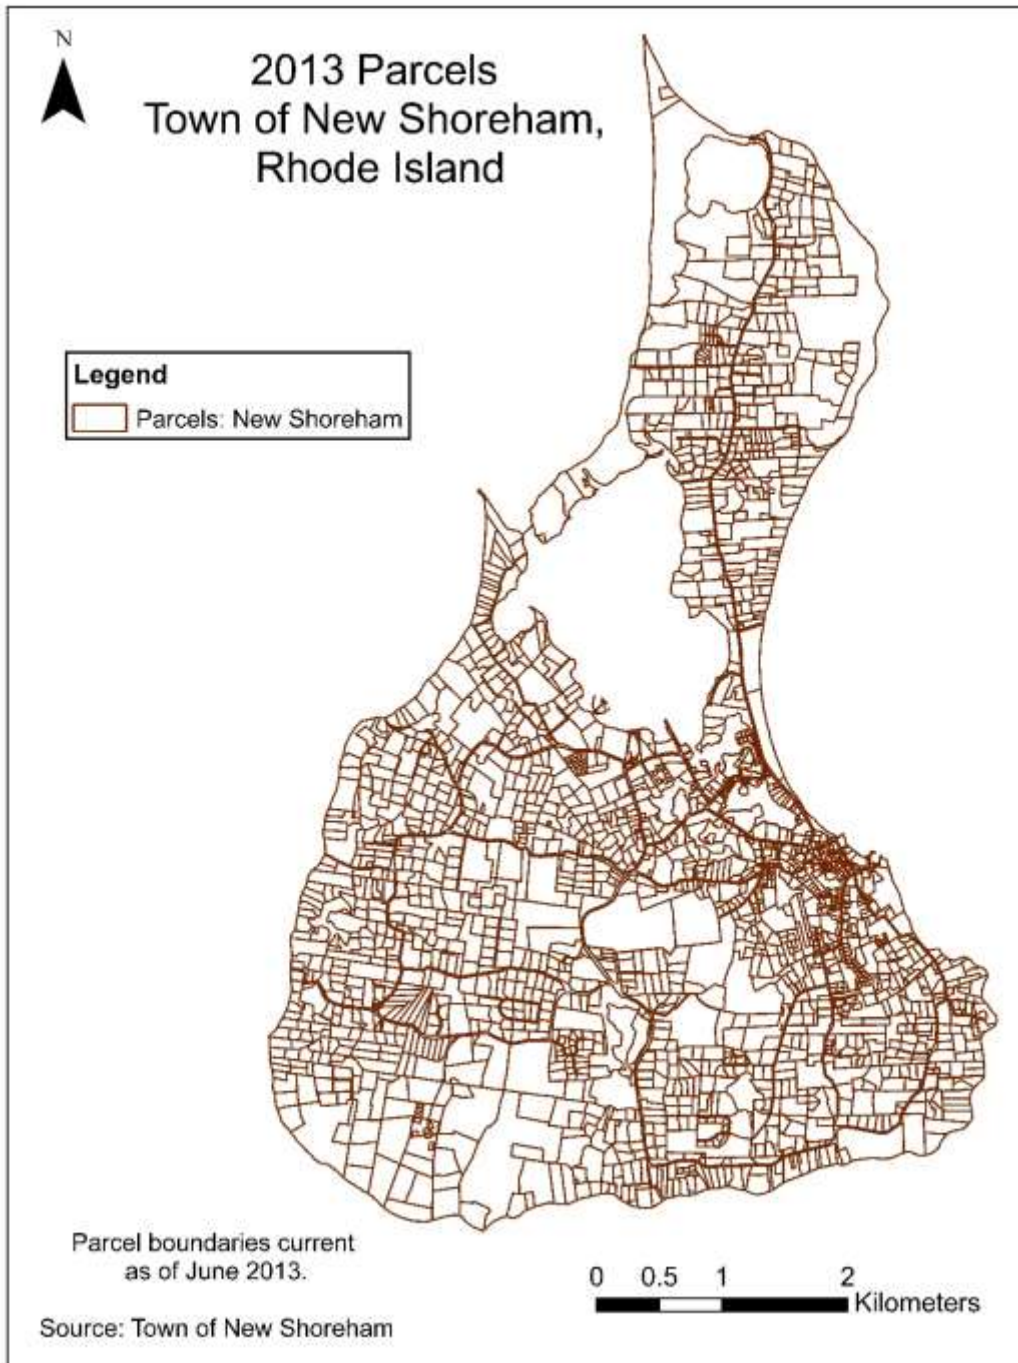 N
2013 Parcels
Town of New Shoreham,
Rhode Island
Legend
Parcels: New Shoreham
Parcel boundaries current
as of June 2013.
0 0.5 1 2
Kilometers
Source: Town of New Shoreham